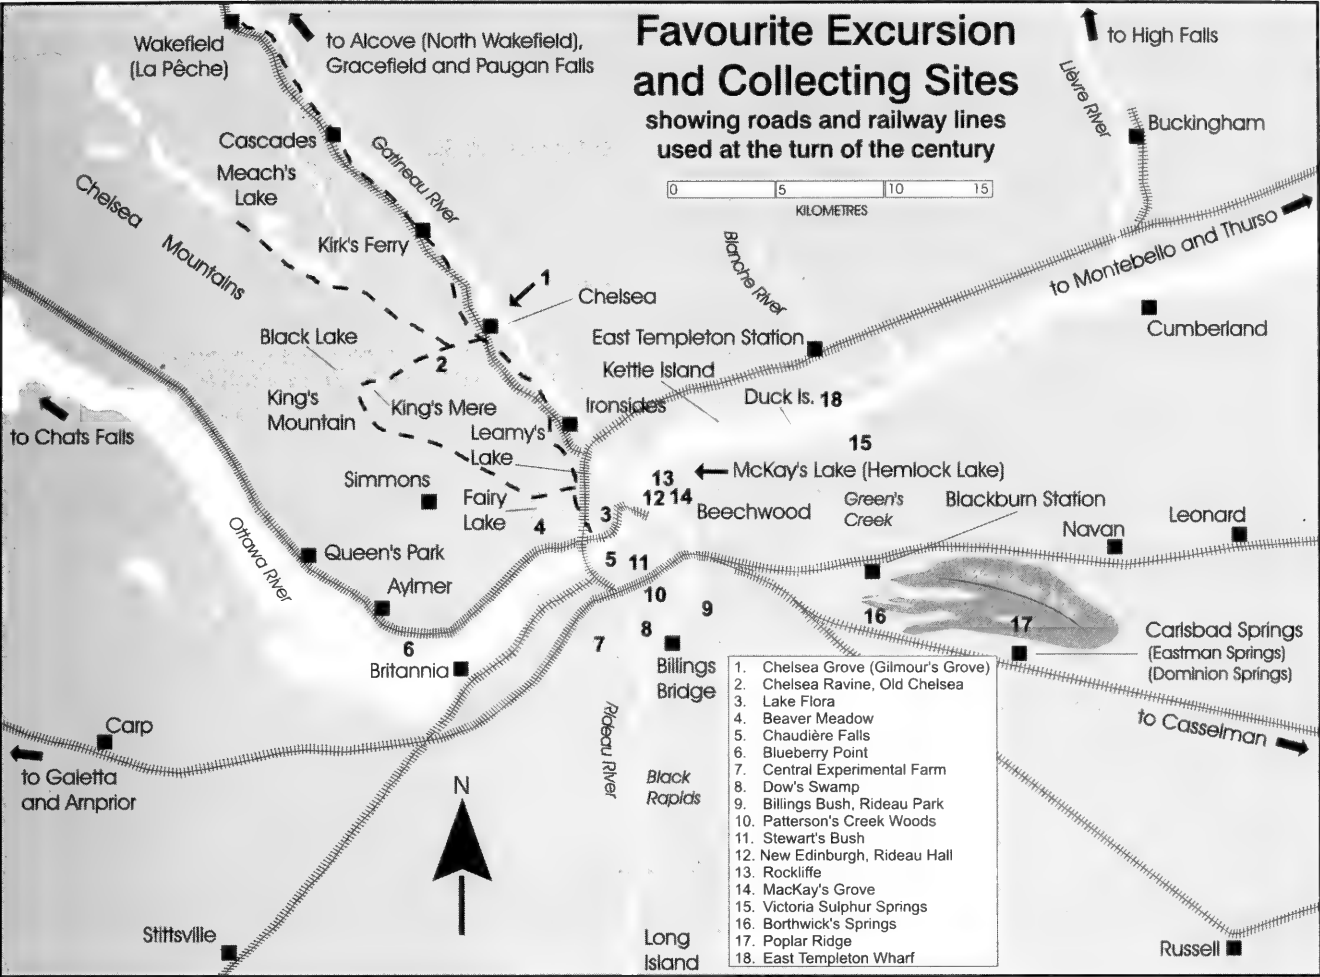 Favourite Excursion
and Collecting Sites
showing roads and railway lines
used at the turn of the century
0 5 10 15
KILOMETRES
Wakefield
(La Pêche)
to Alcove (North Wakefield),
Gracefield and Paugan Falls
to High Falls
Lièvre River
Buckingham
Cascades
Gatineau River
Meach's
Lake
Chelsea Mountains
Kirk's Ferry
Blanche River
to Montebello and Thurso
1
Chelsea
Cumberland
Black Lake
2
East Templeton Station
Kettle Island
King's
Mountain
King's Mere
Ironsides
Duck Is. 18
to Chats Falls
Leamy's
Lake
15
McKay's Lake (Hemlock Lake)
13
12 14
Simmons
Fairy
Lake
3
4
Beechwood
Green's
Creek
Blackburn Station
Navan
Leonard
Ottawa River
Queen's Park
5 11
Aylmer
10
9
16
17
6
7
8
Britannia
Billings
Bridge
Carlsbad Springs
(Eastman Springs)
(Dominion Springs)
to Casselman
Carp
to Galetta
and Arnprior
Rideau River
Black
Rapids
N
1. Chelsea Grove (Gilmour's Grove)
2. Chelsea Ravine, Old Chelsea
3. Lake Flora
4. Beaver Meadow
5. Chaudière Falls
6. Blueberry Point
7. Central Experimental Farm
8. Dow's Swamp
9. Billings Bush, Rideau Park
10. Patterson's Creek Woods
11. Stewart's Bush
12. New Edinburgh, Rideau Hall
13. Rockliffe
14. MacKay's Grove
15. Victoria Sulphur Springs
16. Borthwick's Springs
17. Poplar Ridge
18. East Templeton Wharf
Stittsville
Long
Island
Russell